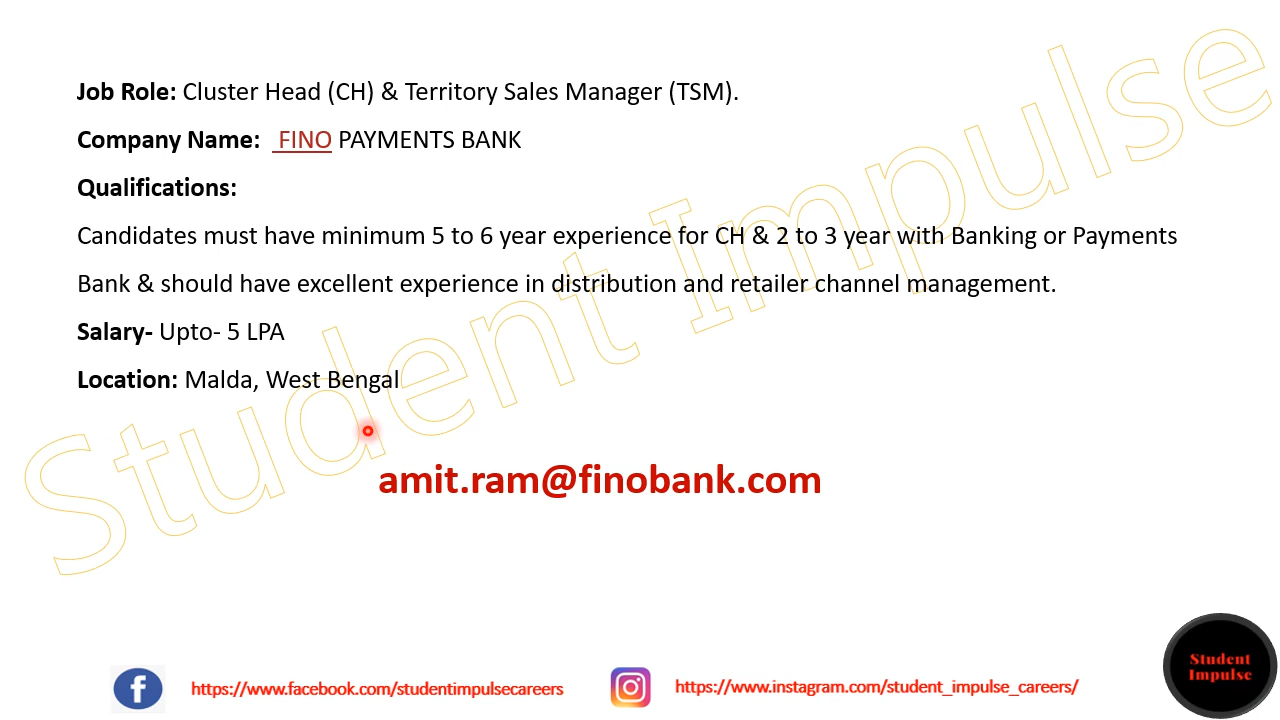 Job Role: Cluster Head (CH) & Territory Sales Manager (TSM).
Company Name: FINO PAYMENTS BANK
Qualifications:
Candidates must have minimum 5 to 6 year experience for CH & 2 to 3 year with Banking or Payments
Bank & should have excellent experience in distribution and retailer channel management.
Salary- Upto- 5 LPA
Location: Malda, West Bengal
Student Impulse
amit.ram@finobank.com
https://www.facebook.com/studentimpulsecareers
https://www.instagram.com/student_impulse_careers/
Student
Impulse